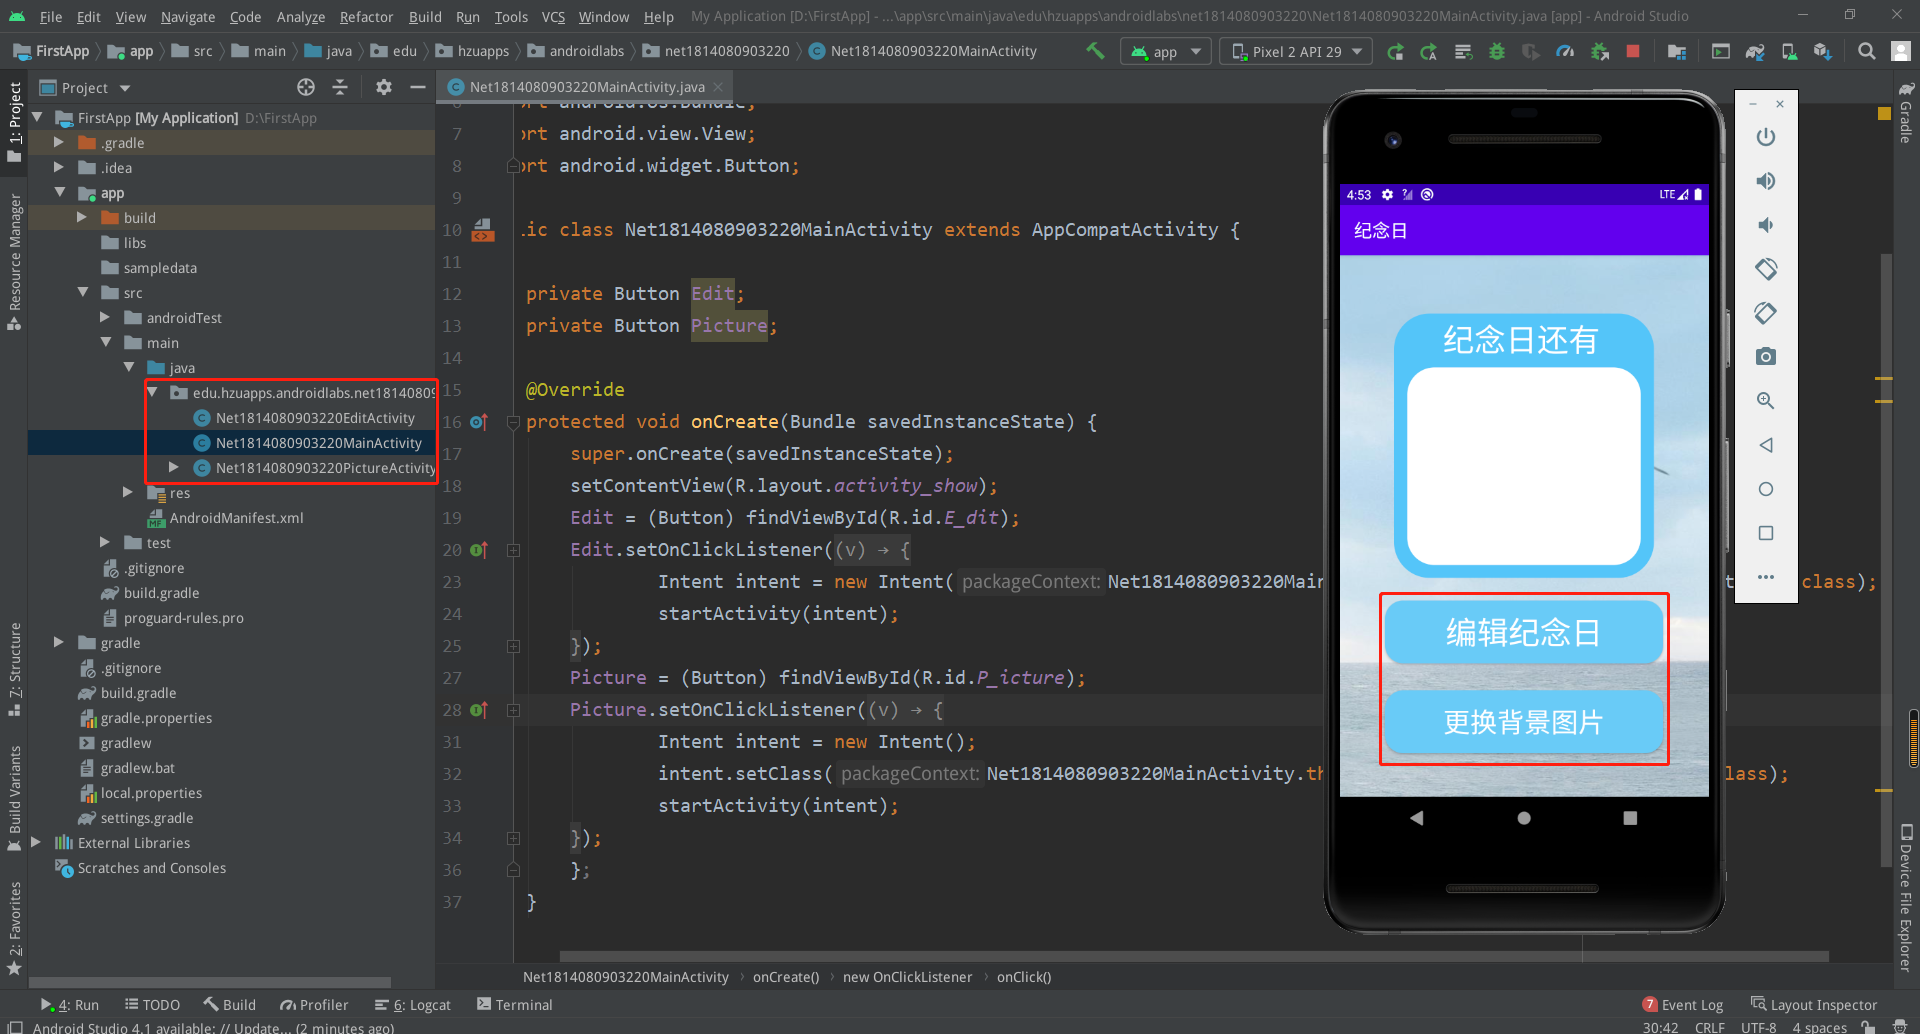 File Edit View Navigate Code Analyze Refactor Build Run Tools VCS Window Help My Application [D:\FirstApp] - ...\app\src\main\java\edu\hzuapps\androidlabs\net1814080903220\Net1814080903220MainActivity.java [app] - Android Studio
FirstApp app src main java edu hzuapps androidlabs net1814080903220 Net1814080903220MainActivity app Pixel 2 API 29
Project
Net1814080903220MainActivity.java
FirstApp [My Application] D:\FirstApp
.gradle
.idea
app
build
libs
sampledata
src
androidTest
main
java
edu.hzuapps.androidlabs.net18140809
Net1814080903220EditActivity
Net1814080903220MainActivity
Net1814080903220PictureActivity
res
AndroidManifest.xml
test
.gitignore
build.gradle
proguard-rules.pro
gradle
.gitignore
build.gradle
gradle.properties
gradlew
gradlew.bat
local.properties
settings.gradle
External Libraries
Scratches and Consoles
1: Project
Resource Manager
7: Structure
Build Variants
2: Favorites
7 ort android.view.View;
8 ort android.widget.Button;
9
10 lic class Net1814080903220MainActivity extends AppCompatActivity {
11
12 private Button Edit;
13 private Button Picture;
14
15 @Override
16 protected void onCreate(Bundle savedInstanceState) {
17 super.onCreate(savedInstanceState);
18 setContentView(R.layout.activity_show);
19 Edit = (Button) findViewById(R.id.E_dit);
20 Edit.setOnClickListener((v) → {
23 Intent intent = new Intent( packageContext: Net1814080903220Main t class);
24 startActivity(intent);
25 });
27 Picture = (Button) findViewById(R.id.P_icture);
28 Picture.setOnClickListener((v) → {
31 Intent intent = new Intent();
32 intent.setClass( packageContext: Net1814080903220MainActivity.th lass);
33 startActivity(intent);
34 });
36 };
37 }
4:53 LTE
纪念日
纪念日还有
编辑纪念日
更换背景图片
Gradle
Device File Explorer
Net1814080903220MainActivity › onCreate() › new OnClickListener › onClick()
4: Run TODO Build Profiler 6: Logcat Terminal 7 Event Log Layout Inspector
Android Studio 4.1 available: // Update... (2 minutes ago) 30:42 CRLF UTF-8 4 spaces